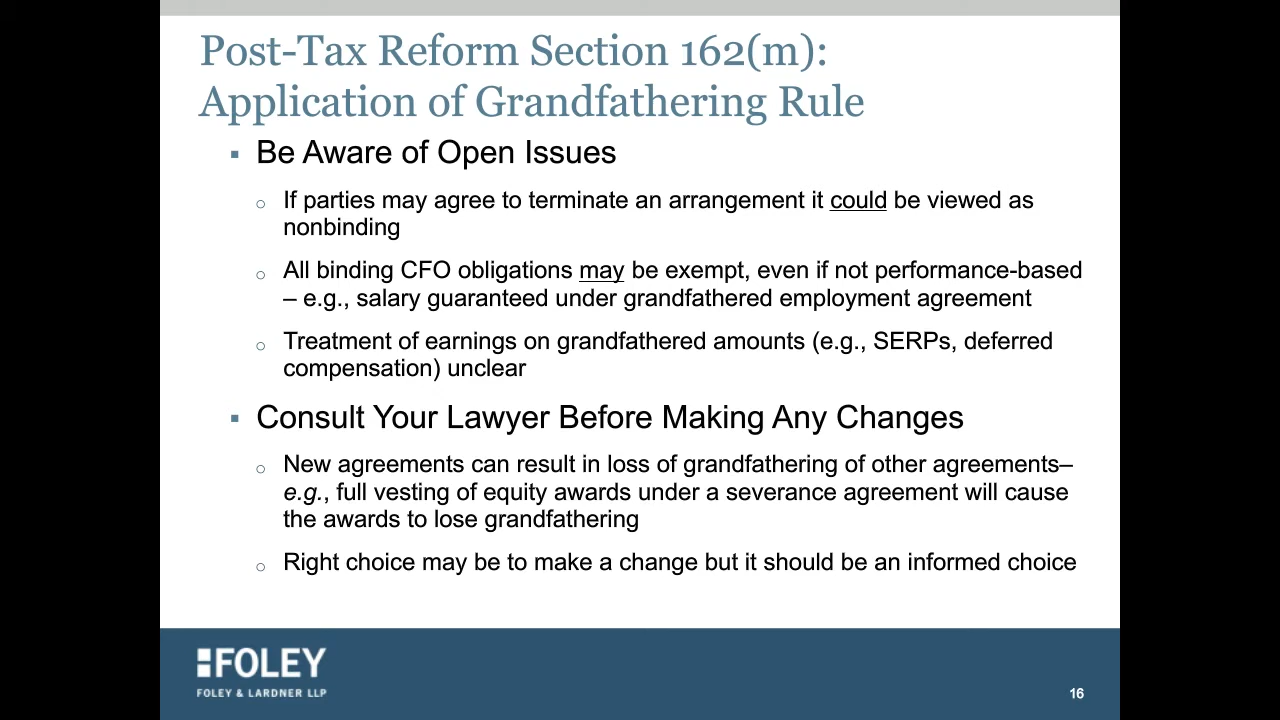 Post-Tax Reform Section 162(m):
Application of Grandfathering Rule
▪ Be Aware of Open Issues
○ If parties may agree to terminate an arrangement it could be viewed as
nonbinding
○ All binding CFO obligations may be exempt, even if not performance-based
– e.g., salary guaranteed under grandfathered employment agreement
○ Treatment of earnings on grandfathered amounts (e.g., SERPs, deferred
compensation) unclear
▪ Consult Your Lawyer Before Making Any Changes
○ New agreements can result in loss of grandfathering of other agreements–
e.g., full vesting of equity awards under a severance agreement will cause
the awards to lose grandfathering
○ Right choice may be to make a change but it should be an informed choice
FOLEY
FOLEY & LARDNER LLP
16